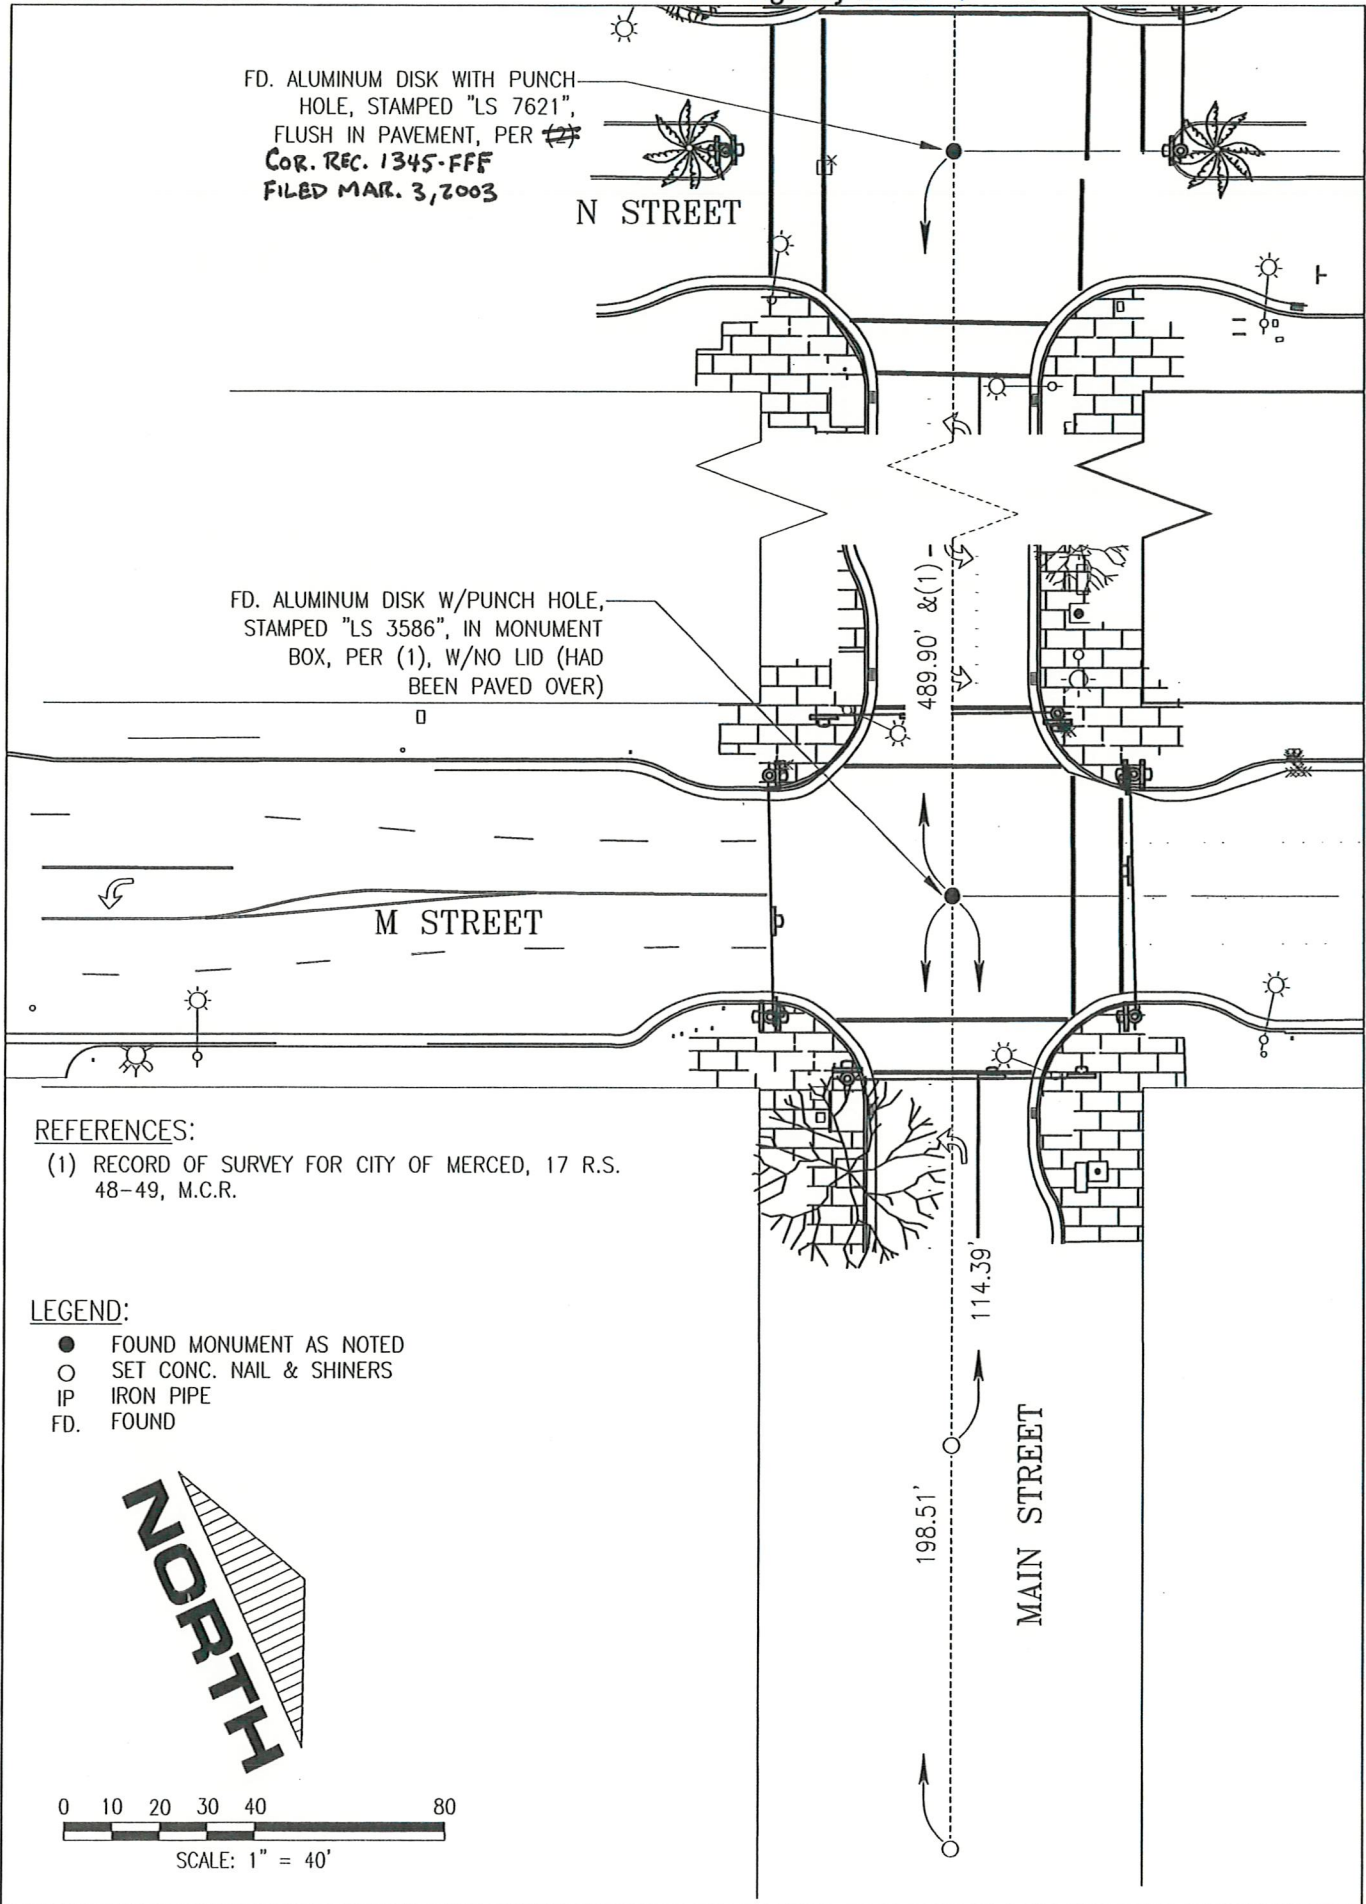 FD. ALUMINUM DISK WITH PUNCH
HOLE, STAMPED "LS 7621",
FLUSH IN PAVEMENT, PER (2)
COR. REC. 1345-FFF
FILED MAR. 3, 2003
N STREET
FD. ALUMINUM DISK W/PUNCH HOLE,
STAMPED "LS 3586", IN MONUMENT
BOX, PER (1), W/NO LID (HAD
BEEN PAVED OVER)
489.90' &(1)
M STREET
REFERENCES:
(1) RECORD OF SURVEY FOR CITY OF MERCED, 17 R.S.
48-49, M.C.R.
114.39'
LEGEND:
FOUND MONUMENT AS NOTED
SET CONC. NAIL & SHINERS
IP IRON PIPE
FD. FOUND
198.51'
MAIN STREET
NORTH
0 10 20 30 40 80
SCALE: 1" = 40'